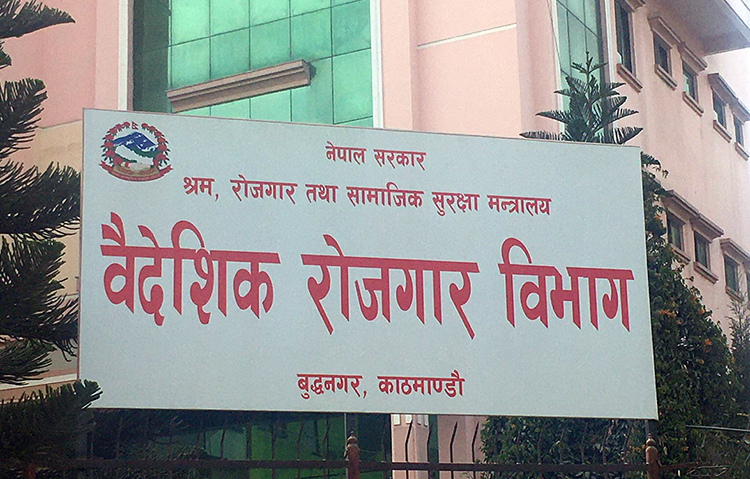 नेपाल सरकार
श्रम, रोजगार तथा सामाजिक सुरक्षा मन्त्रालय
वैदेशिक रोजगार विभाग
बुद्धनगर, काठमाण्डौ